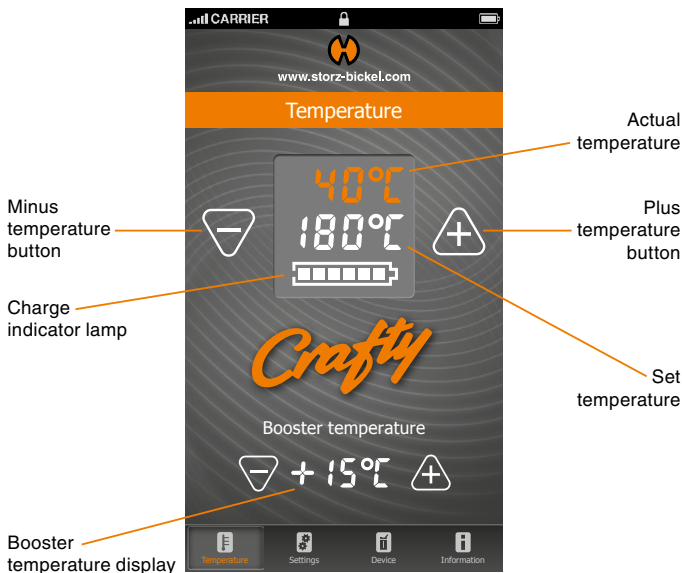 CARRIER
www.storz-bickel.com
Temperature
Actual
temperature
40°C
Minus
temperature
button
180°C
Plus
temperature
button
Charge
indicator lamp
Crafty
Set
temperature
Booster temperature
+15°C
Booster
temperature display
Temperature
Settings
Device
Information